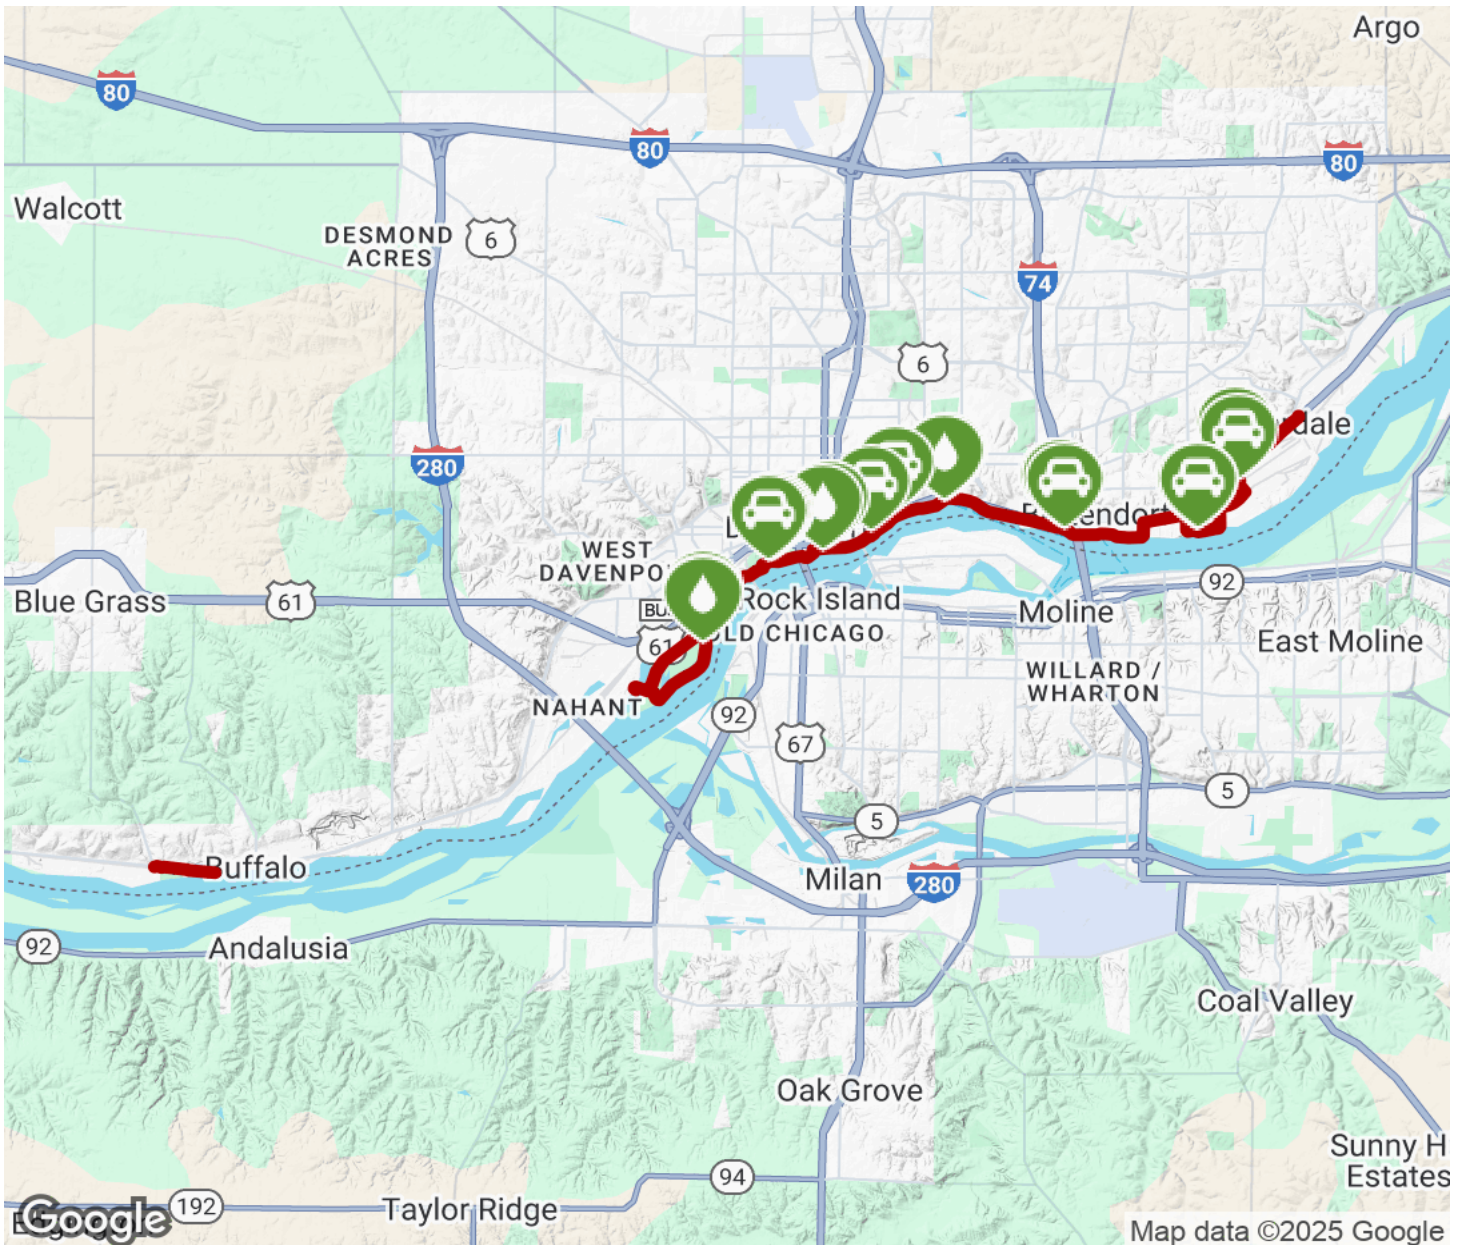 Argo
80
80
80
Walcott
DESMOND
ACRES
6
74
6
280
dale
WEST
DAVENPO
Blue Grass
61
92
Rock Island
Moline
OLD CHICAGO
61
East Moline
WILLARD /
WHARTON
NAHANT
92
67
5
5
Buffalo
Milan
280
92
Andalusia
Coal Valley
Oak Grove
Sunny H
Estates
94
192
Taylor Ridge
Google
Map data ©2025 Google